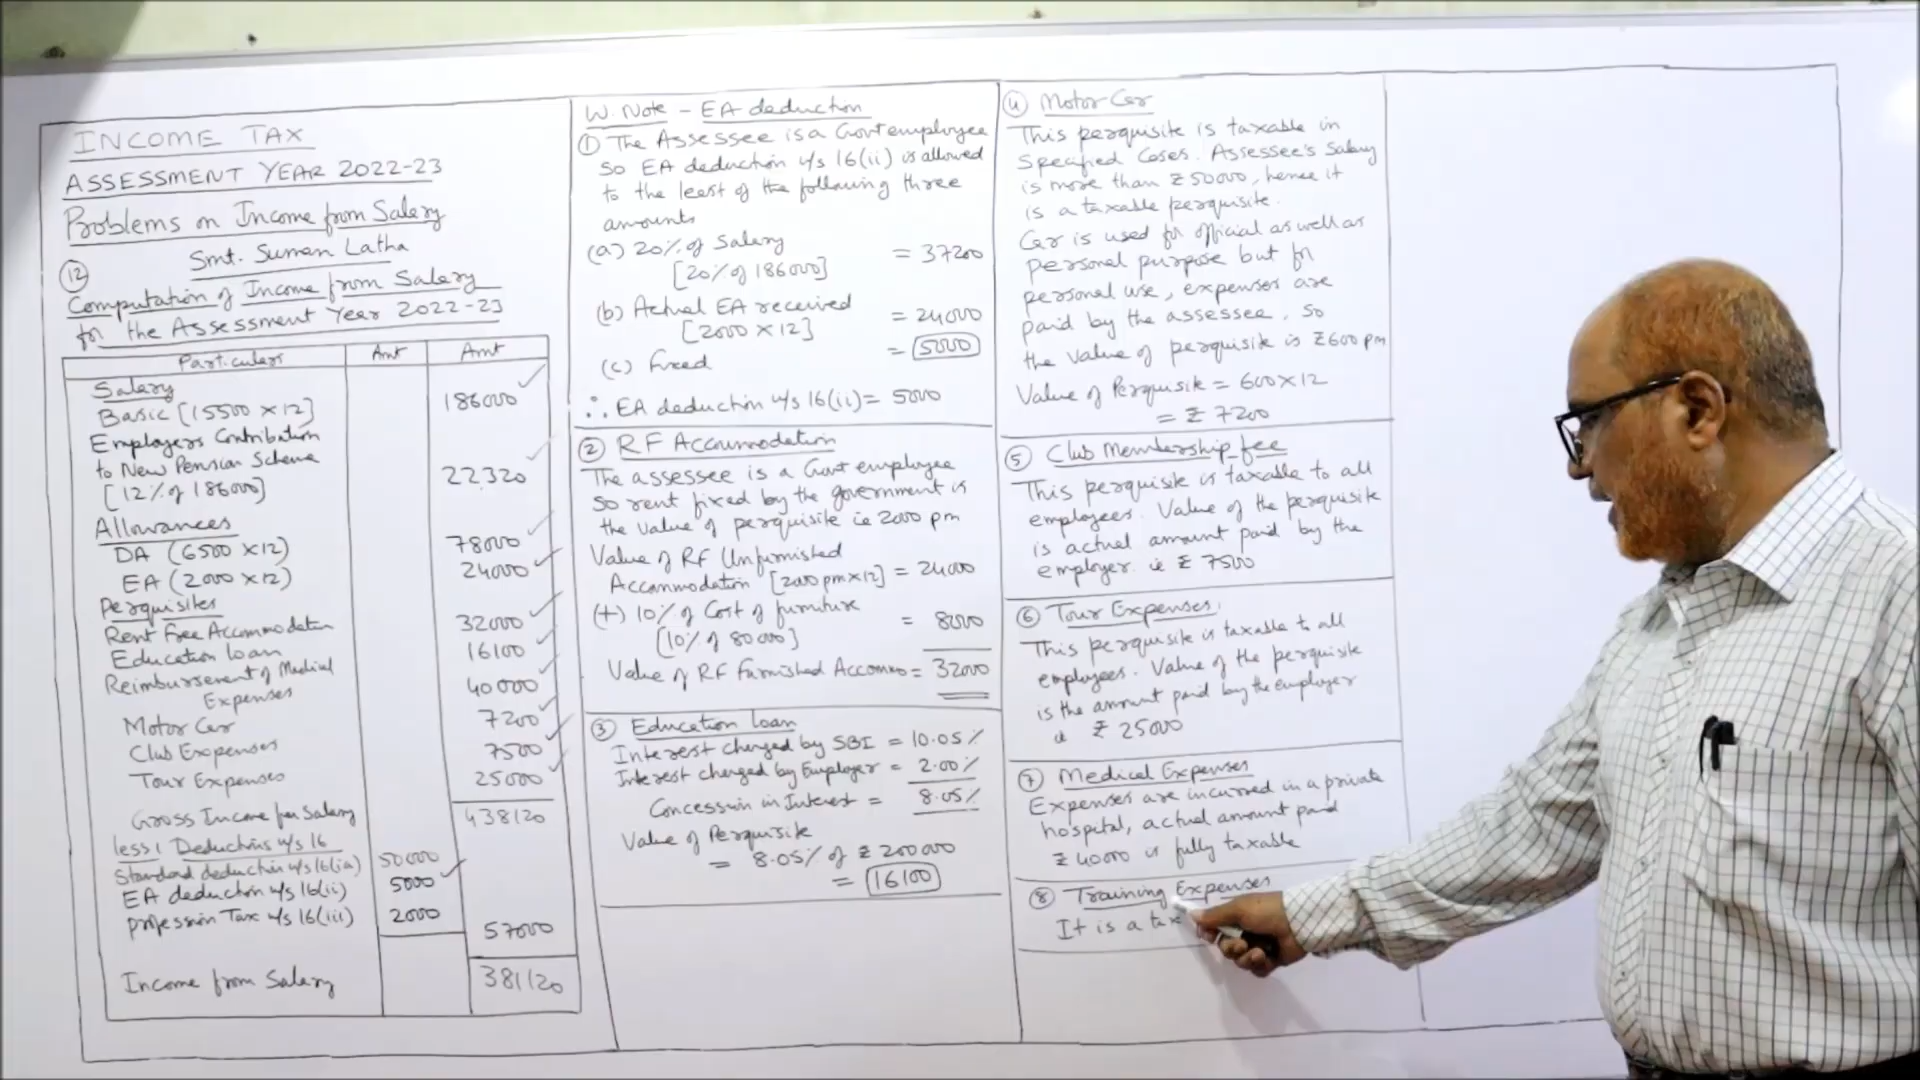 INCOME TAX
ASSESSMENT YEAR 2022-23
Problems on Income from Salary
(12) Smt. Suman Latha
Computation of Income from Salary
for the Assessment Year 2022-23
Particulars Amt Amt
Salary
Basic [15500 × 12] 186000 ✓
Employers Contribution
to New Pension Scheme
[12% of 186000] 22320
Allowances
DA (6500 × 12) 78000
EA (2000 × 12) 24000
Perquisites
Rent Free Accommodation 32000
Education loan 16100
Reimbursement of Medical
Expenses 40000
Motor Car 7200
Club Expenses 7500
Tour Expenses 25000
Gross Income from Salary 438120
less: Deductions u/s 16
Standard deduction u/s 16(ia) 50000
EA deduction u/s 16(ii) 5000
Profession Tax u/s 16(iii) 2000 57000
Income from Salary 381120
W. Note - EA deduction
(1) The Assessee is a Govt employee
so EA deduction u/s 16(ii) is allowed
to the least of the following three
amounts
(a) 20% of Salary
[20% of 186000] = 37200
(b) Actual EA received
[2000 × 12] = 24000
(c) Fixed = 5000
∴ EA deduction u/s 16(ii) = 5000
(2) RF Accommodation
The assessee is a Govt employee
so rent fixed by the government is
the value of perquisite ie 2000 pm
Value of RF Unfurnished
Accommodation [2000 pm × 12] = 24000
(+) 10% of Cost of furniture
[10% of 80000] = 8000
Value of RF Furnished Accommo = 32000
(3) Education loan
Interest charged by SBI = 10.05%
Interest charged by Employer = 2.00%
Concession in Interest = 8.05%
Value of Perquisite
= 8.05% of ₹ 200000
= 16100
(4) Motor Car
This perquisite is taxable in
Specified Cases. Assessee's Salary
is more than ₹ 50000, hence it
is a taxable perquisite.
Car is used for official as well as
personal purpose but for
personal use, expenses are
paid by the assessee, so
the value of perquisite is ₹ 600 pm
Value of Perquisite = 600 × 12
= ₹ 7200
(5) Club Membership fee
This perquisite is taxable to all
employees. Value of the perquisite
is actual amount paid by the
employer. ie ₹ 7500
(6) Tour Expenses.
This perquisite is taxable to all
employees. Value of the perquisite
is the amount paid by the employer
ie ₹ 25000
(7) Medical Expenses
Expenses are incurred in a private
hospital, actual amount paid
₹ 40000 is fully taxable
(8) Training Expenses
It is a tax